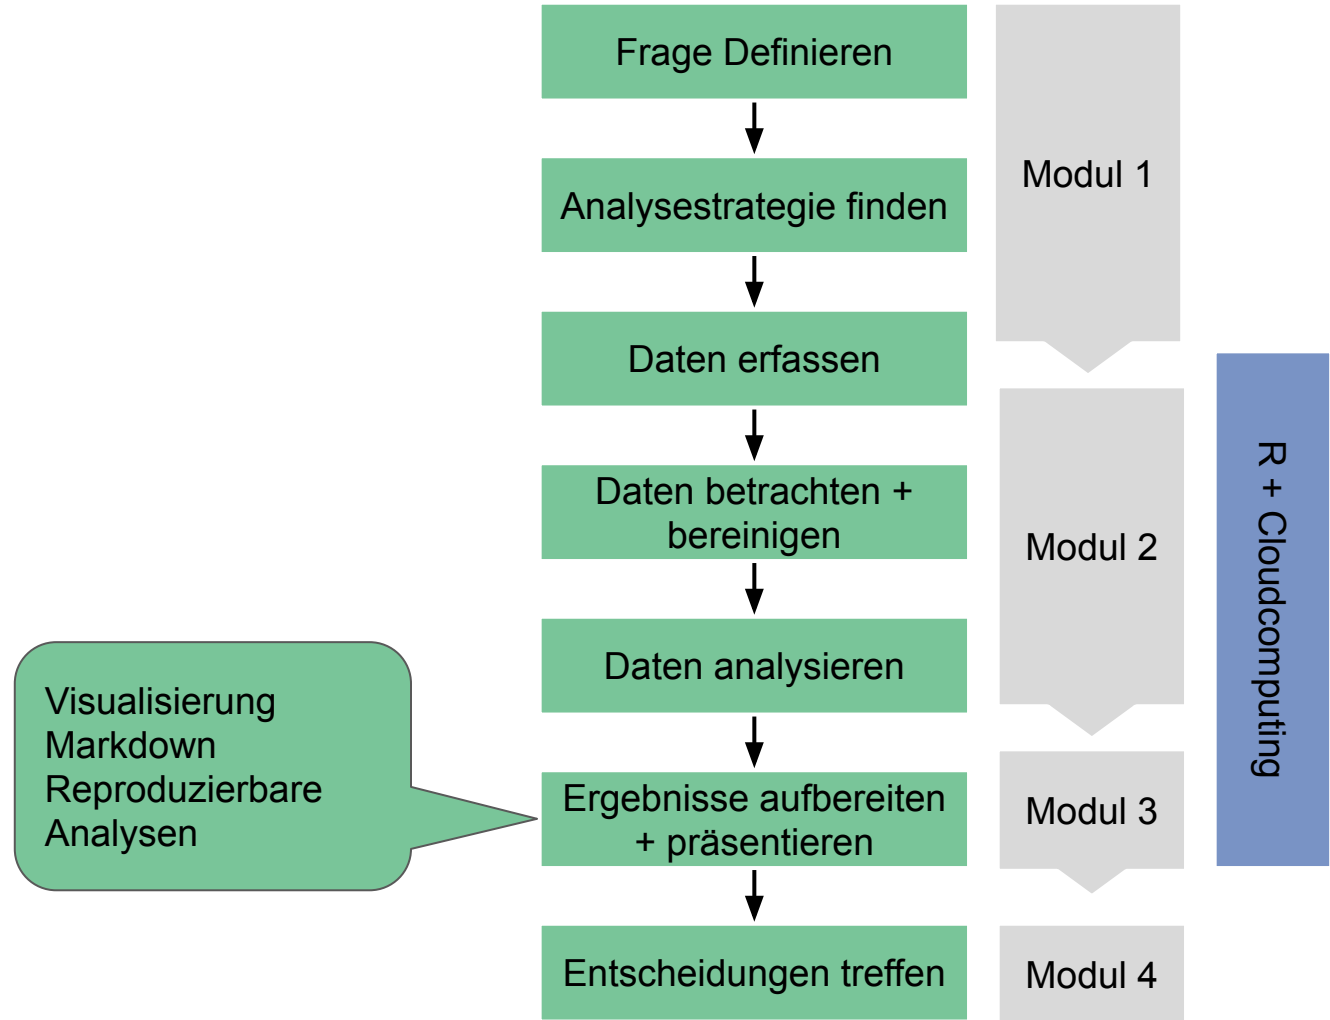 Frage Definieren
Analysestrategie finden
Daten erfassen
Daten betrachten +
bereinigen
Daten analysieren
Ergebnisse aufbereiten
+ präsentieren
Entscheidungen treffen
Visualisierung
Markdown
Reproduzierbare
Analysen
Modul 1
Modul 2
Modul 3
Modul 4
R + Cloudcomputing